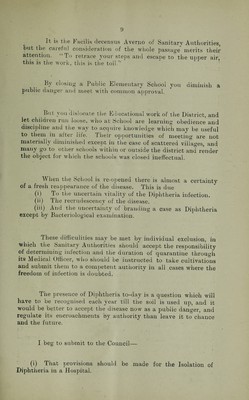 9
It is the Facilis decensus Averno of Sanitary Authorities,
but the careful consideration of the whole passage merits their
attention. "To retrace your steps and escape to the upper air,
this is the work, this is the toil."
By closing a Public Elementary School you diminish a
public danger and meet with common approval.
But you dislocate the Educational work of the District, and
let children run loose, who at School are learning obedience and
discipline and the way to acquire knowledge which may be useful
to them in after life. Their opportunities of meeting are not
materially diminished except in the case of scattered villages, and
many go to other schools within or outside the district and render
the object for which the schools was closed ineffectual.
When the School is re-opened there is almost a certainty
of a fresh reappearance of the disease. This is due
(i) To the uncertain vitality of the Diphtheria infection.
(ii) The recrudescency of the disease.
(iii) And the uncertainty of branding a case as Diphtheria
except by Bacteriological examination.
These difficulties may be met by individual exclusion, in
which the Sanitary Authorities should accept the responsibility
of determining infection and the duration of quarantine through
its Medical Officer, who should be instructed to take cultivations
and submit them to a competent authority in all cases where the
freedom of infection is doubted.
The presence of Diphtheria to-day is a question which will
have to be recognised each year till the soil is used up, and it
would be better to accept the disease now as a public danger, and
regulate its encroachments by authority than leave it to chance
and the future.
I beg to submit to the Council—
(i) That provisions should be made for the Isolation of
Diphtheria in a Hospital.